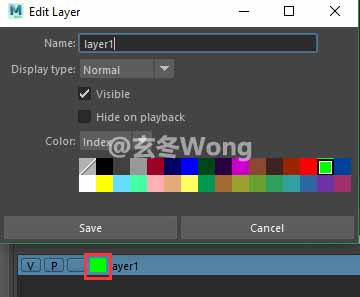 Edit Layer
Name: layer1
Display type: Normal
Visible
Hide on playback
Color: Index
@玄冬Wong
Save Cancel
V P layer1